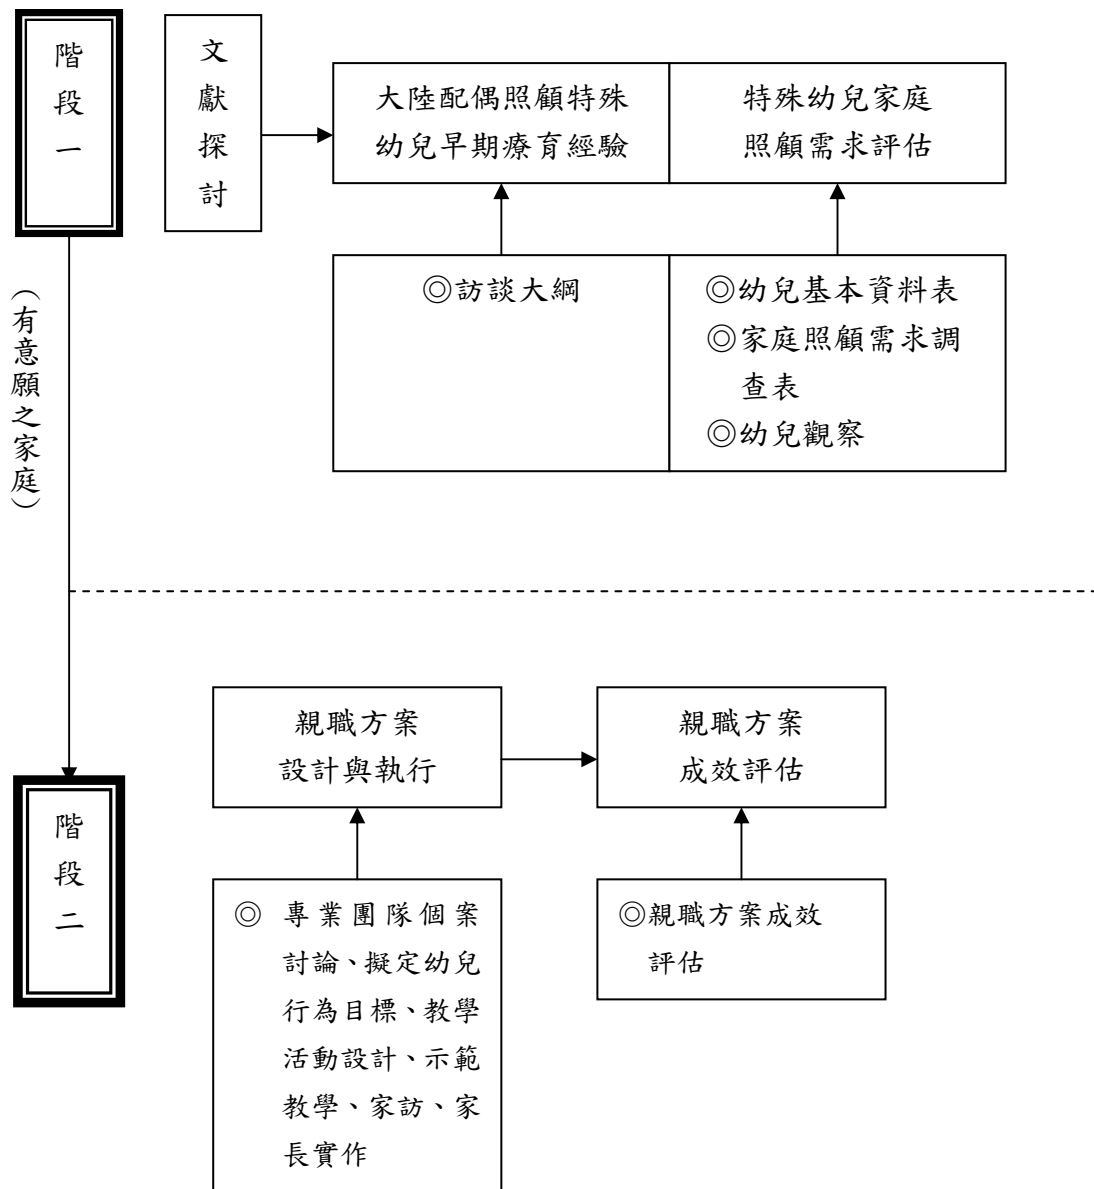 階段一
文獻探討
大陸配偶照顧特殊
幼兒早期療育經驗
特殊幼兒家庭
照顧需求評估
◎訪談大綱
◎幼兒基本資料表
◎家庭照顧需求調
查表
◎幼兒觀察
（有意願之家庭）
階段二
親職方案
設計與執行
親職方案
成效評估
◎ 專業團隊個案
討論、擬定幼兒
行為目標、教學
活動設計、示範
教學、家訪、家
長實作
◎親職方案成效
評估